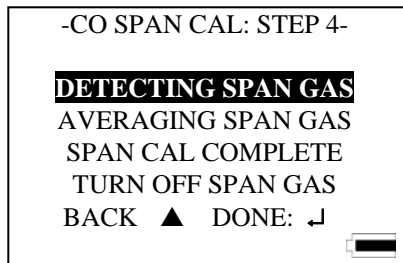 -CO SPAN CAL: STEP 4-
DETECTING SPAN GAS
AVERAGING SPAN GAS
SPAN CAL COMPLETE
TURN OFF SPAN GAS
BACK ▲ DONE: ↵